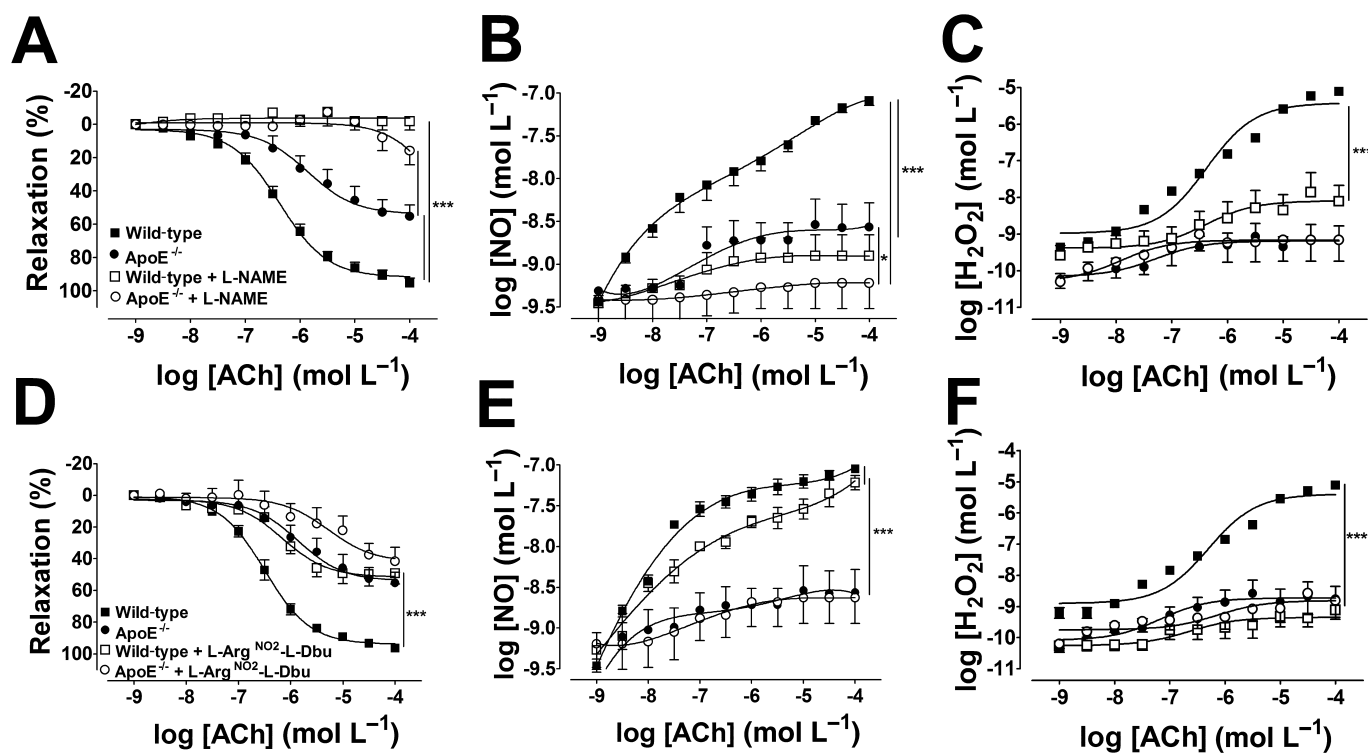 A
Relaxation (%)
-20
0
20
40
60
80
100
***
Wild-type
ApoE -/-
Wild-type + L-NAME
ApoE -/- + L-NAME
-9 -8 -7 -6 -5 -4
log [ACh] (mol L−1)
B
log [NO] (mol L−1)
-7.0
-7.5
-8.0
-8.5
-9.0
-9.5
***
*
-9 -8 -7 -6 -5 -4
log [ACh] (mol L−1)
C
log [H2O2] (mol L−1)
-5
-6
-7
-8
-9
-10
-11
***
-9 -8 -7 -6 -5 -4
log [ACh] (mol L−1)
D
Relaxation (%)
-20
0
20
40
60
80
100
***
Wild-type
ApoE -/-
Wild-type + L-Arg NO2-L-Dbu
ApoE -/- + L-Arg NO2-L-Dbu
-9 -8 -7 -6 -5 -4
log [ACh] (mol L−1)
E
log [NO] (mol L−1)
-7.0
-7.5
-8.0
-8.5
-9.0
-9.5
***
-9 -8 -7 -6 -5 -4
log [ACh] (mol L−1)
F
log [H2O2] (mol L−1)
-4
-5
-6
-7
-8
-9
-10
-11
***
-9 -8 -7 -6 -5 -4
log [ACh] (mol L−1)